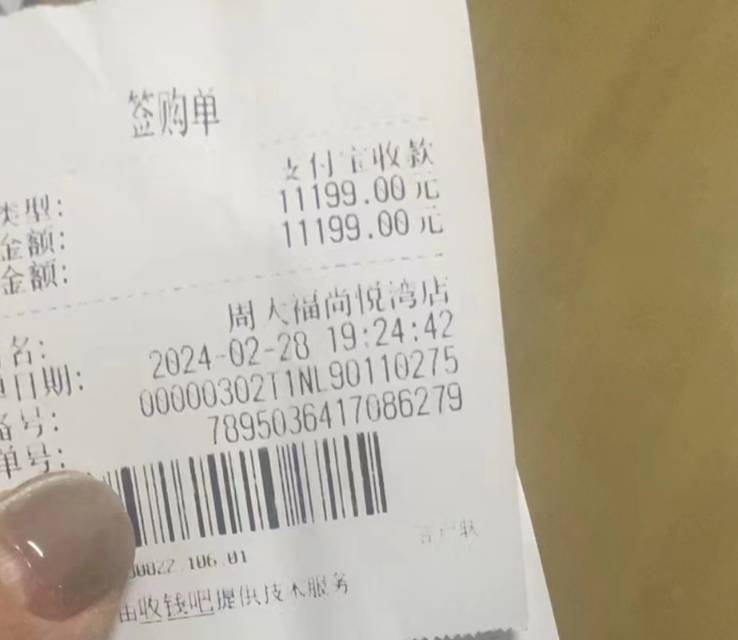 签购单
类型: 支付宝收款
金额: 11199.00元
金额: 11199.00元
名: 周大福尚悦湾店
日期: 2024-02-28 19:24:42
备号: 00000302T1NL90110275
单号: 7895036417086279
.106.01
客户联
由收钱吧提供技术服务